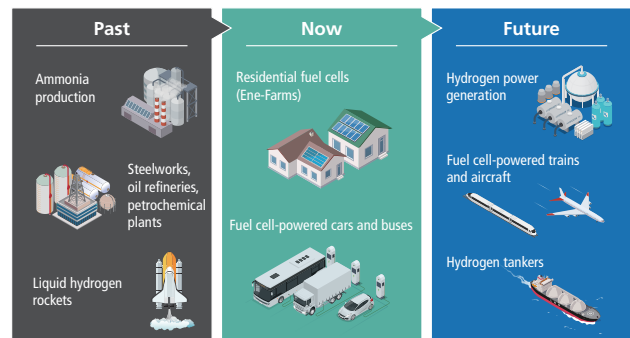 Past
Ammonia
production
Steelworks,
oil refineries,
petrochemical
plants
Liquid hydrogen
rockets
Now
Residential fuel cells
(Ene-Farms)
Fuel cell-powered cars and buses
Future
Hydrogen power
generation
Fuel cell-powered trains
and aircraft
Hydrogen tankers